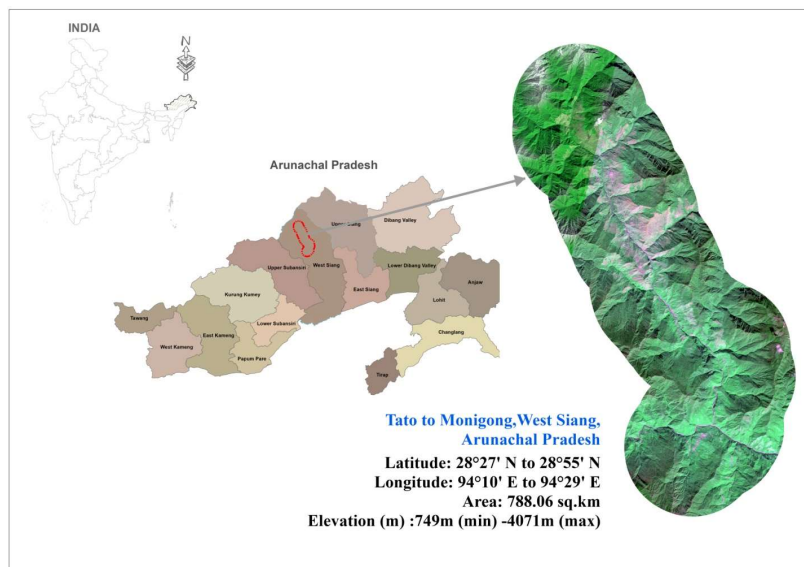 INDIA
N
Arunachal Pradesh
Upper Siang
Dibang Valley
Upper Subansiri
West Siang
Lower Dibang Valley
East Siang
Anjaw
Kurung Kumey
Lohit
Tawang
East Kameng
Lower Subansiri
Changlang
West Kameng
Papum Pare
Tirap
Tato to Monigong,West Siang,
Arunachal Pradesh
Latitude: 28°27' N to 28°55' N
Longitude: 94°10' E to 94°29' E
Area: 788.06 sq.km
Elevation (m) :749m (min) -4071m (max)